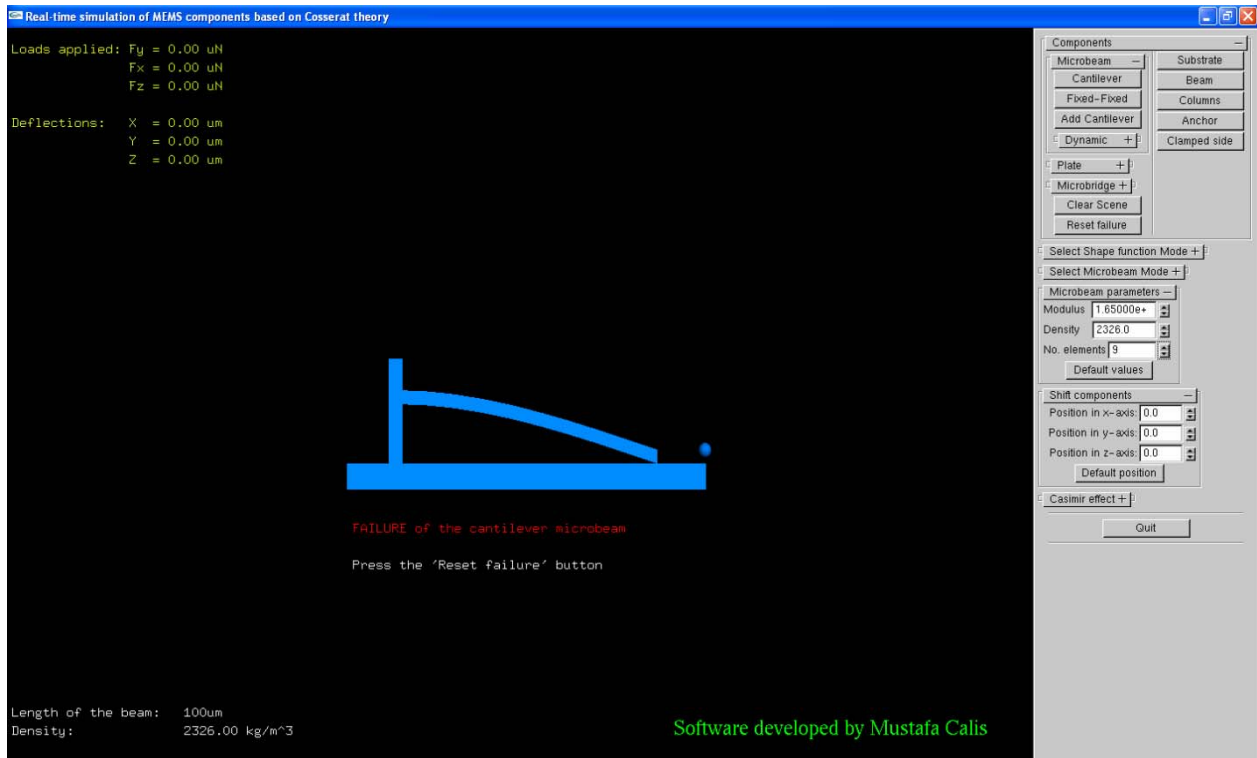 Real-time simulation of MEMS components based on Cosserat theory
Loads applied: Fy = 0.00 uN
Fx = 0.00 uN
Fz = 0.00 uN
Deflections: X = 0.00 um
Y = 0.00 um
Z = 0.00 um
FAILURE of the cantilever microbeam
Press the 'Reset failure' button
Length of the beam: 100um
Density: 2326.00 kg/m^3
Software developed by Mustafa Calis
Components –
Microbeam –
Cantilever
Fixed-Fixed
Add Cantilever
Dynamic +
Plate +
Microbridge +
Clear Scene
Reset failure
Substrate
Beam
Columns
Anchor
Clamped side
Select Shape function Mode +
Select Microbeam Mode +
Microbeam parameters –
Modulus 1.65000e+
Density 2326.0
No. elements 9
Default values
Shift components –
Position in x-axis: 0.0
Position in y-axis: 0.0
Position in z-axis: 0.0
Default position
Casimir effect +
Quit